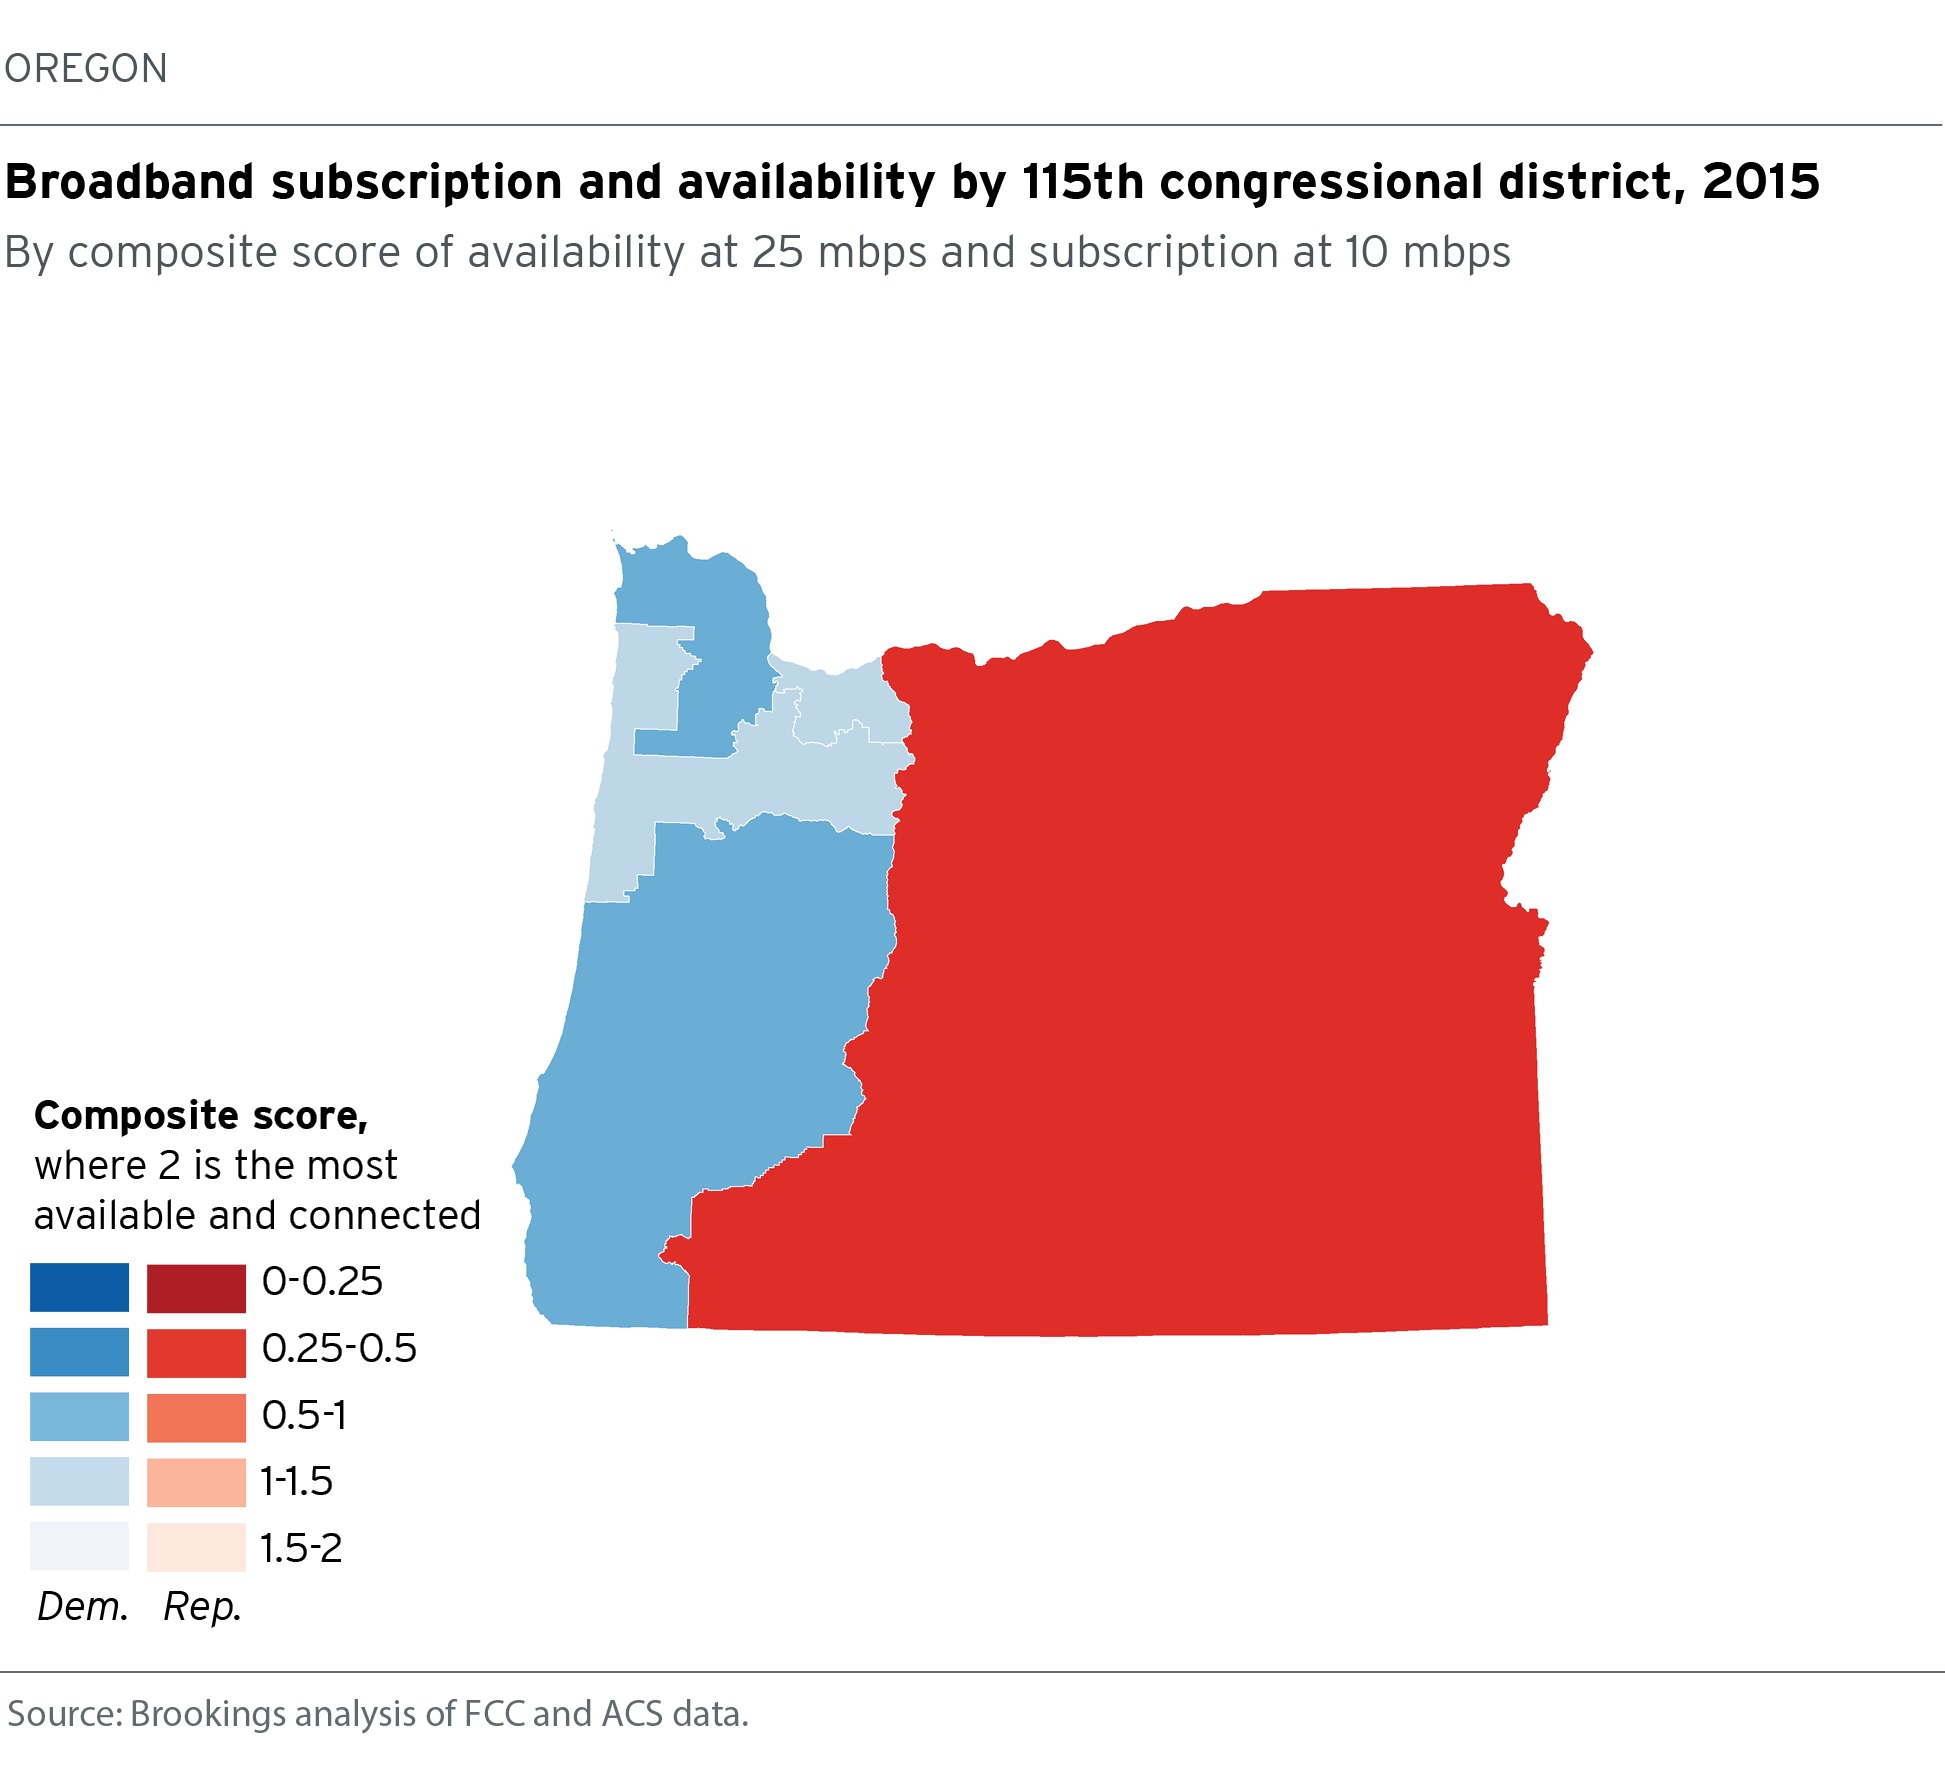 OREGON
Broadband subscription and availability by 115th congressional district, 2015
By composite score of availability at 25 mbps and subscription at 10 mbps
Composite score,
where 2 is the most
available and connected
0-0.25
0.25-0.5
0.5-1
1-1.5
1.5-2
Dem. Rep.
Source: Brookings analysis of FCC and ACS data.